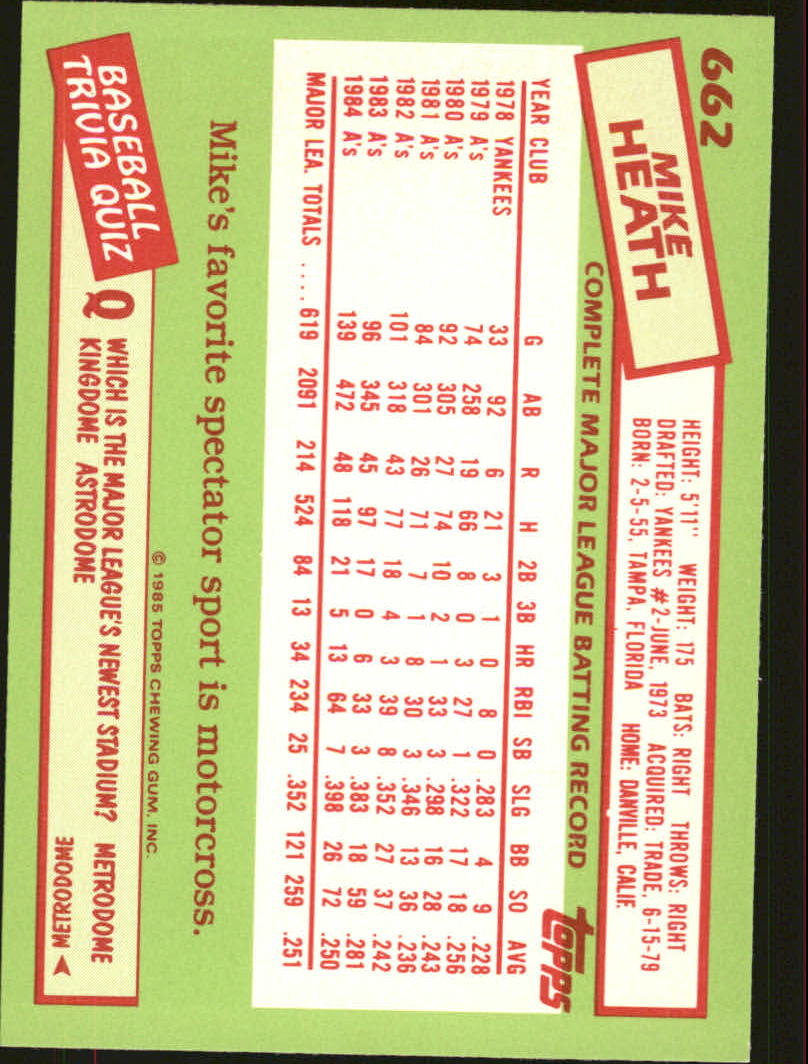 662
MIKE
HEATH
HEIGHT: 5'11" WEIGHT: 175 BATS: RIGHT THROWS: RIGHT
DRAFTED: YANKEES #2-JUNE, 1973 ACQUIRED: TRADE, 6-15-79
BORN: 2-5-55, TAMPA, FLORIDA HOME: DANVILLE, CALIF.
COMPLETE MAJOR LEAGUE BATTING RECORD
topps
YEAR CLUB G AB R H 2B 3B HR RBI SB SLG BB SO AVG
1978 YANKEES 33 92 6 21 3 1 0 8 0 .283 4 9 .228
1979 A's 74 258 19 66 8 0 3 27 1 .322 17 18 .256
1980 A's 92 305 27 74 10 2 1 33 3 .298 16 28 .243
1981 A's 84 301 26 71 7 1 8 30 3 .346 13 36 .236
1982 A's 101 318 43 77 18 4 3 39 8 .352 27 37 .242
1983 A's 96 345 45 97 17 0 6 33 3 .383 18 59 .281
1984 A's 139 472 48 118 21 5 13 64 7 .398 26 72 .250
MAJOR LEA. TOTALS ..... 619 2091 214 524 84 13 34 234 25 .352 121 259 .251
Mike's favorite spectator sport is motorcross.
© 1985 TOPPS CHEWING GUM, INC.
BASEBALL
TRIVIA QUIZ
Q WHICH IS THE MAJOR LEAGUE'S NEWEST STADIUM? METRODOME
KINGDOME ASTRODOME
METRODOME